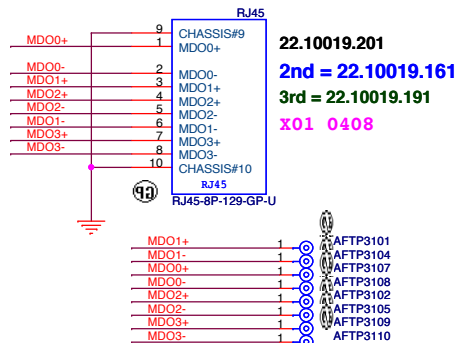 RJ45
9 CHASSIS#9
MDO0+ 1 MDO0+
MDO0- 2 MDO0-
MDO1+ 3 MDO1+
MDO2+ 4 MDO2+
MDO2- 5 MDO2-
MDO1- 6 MDO1-
MDO3+ 7 MDO3+
MDO3- 8 MDO3-
10 CHASSIS#10
RJ45
GP
RJ45-8P-129-GP-U
22.10019.201
2nd = 22.10019.161
3rd = 22.10019.191
X01 0408
MDO1+ 1 AFTP3101
MDO1- 1 AFTP3104
MDO0+ 1 AFTP3107
MDO0- 1 AFTP3108
MDO2+ 1 AFTP3102
MDO2- 1 AFTP3105
MDO3+ 1 AFTP3109
MDO3- 1 AFTP3110